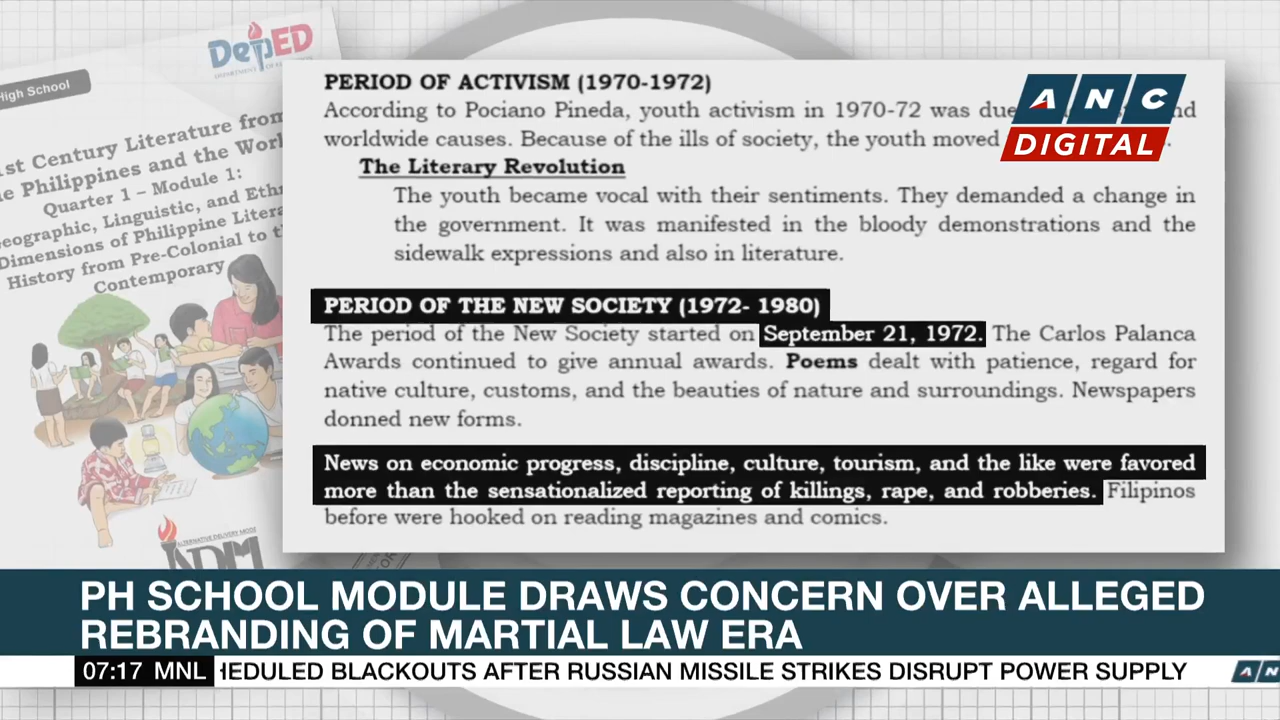 DepED
High School
1st Century Literature from
Philippines and the Worl
Quarter 1 – Module 1:
Geographic, Linguistic, and Ethn
Dimensions of Philippine Litera
History from Pre-Colonial to th
Contemporary
ALTERNATIVE DELIVERY MODE
ADM
PERIOD OF ACTIVISM (1970-1972)
According to Pociano Pineda, youth activism in 1970-72 was due nd
worldwide causes. Because of the ills of society, the youth moved
The Literary Revolution
The youth became vocal with their sentiments. They demanded a change in
the government. It was manifested in the bloody demonstrations and the
sidewalk expressions and also in literature.
PERIOD OF THE NEW SOCIETY (1972- 1980)
The period of the New Society started on September 21, 1972. The Carlos Palanca
Awards continued to give annual awards. Poems dealt with patience, regard for
native culture, customs, and the beauties of nature and surroundings. Newspapers
donned new forms.
News on economic progress, discipline, culture, tourism, and the like were favored
more than the sensationalized reporting of killings, rape, and robberies. Filipinos
before were hooked on reading magazines and comics.
ANC
DIGITAL
PH SCHOOL MODULE DRAWS CONCERN OVER ALLEGED
REBRANDING OF MARTIAL LAW ERA
07:17 MNL HEDULED BLACKOUTS AFTER RUSSIAN MISSILE STRIKES DISRUPT POWER SUPPLY